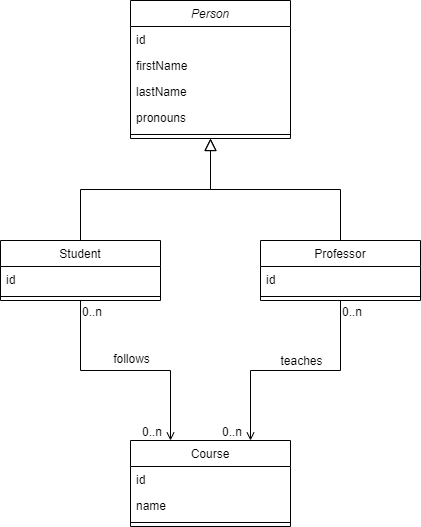 Person
id
firstName
lastName
pronouns
Student
id
Professor
id
0..n
0..n
follows
teaches
0..n
0..n
Course
id
name